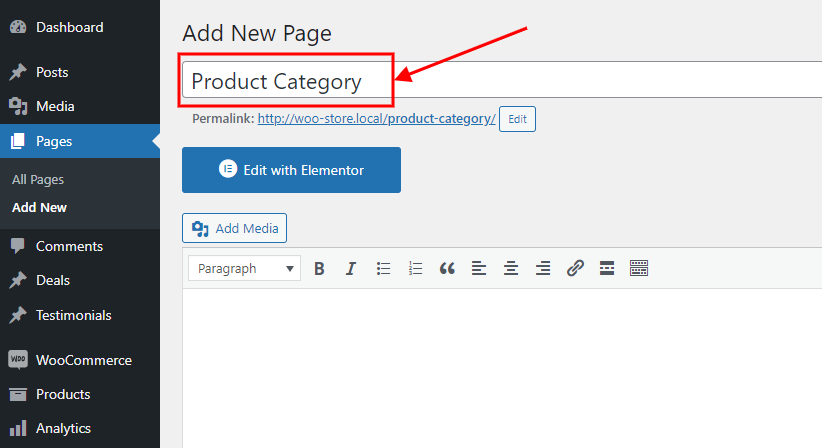 Dashboard
Posts
Media
Pages
All Pages
Add New
Comments
Deals
Testimonials
WOO
WooCommerce
Products
Analytics
Add New Page
Product Category
Permalink: http://woo-store.local/product-category/ Edit
Edit with Elementor
Add Media
Paragraph